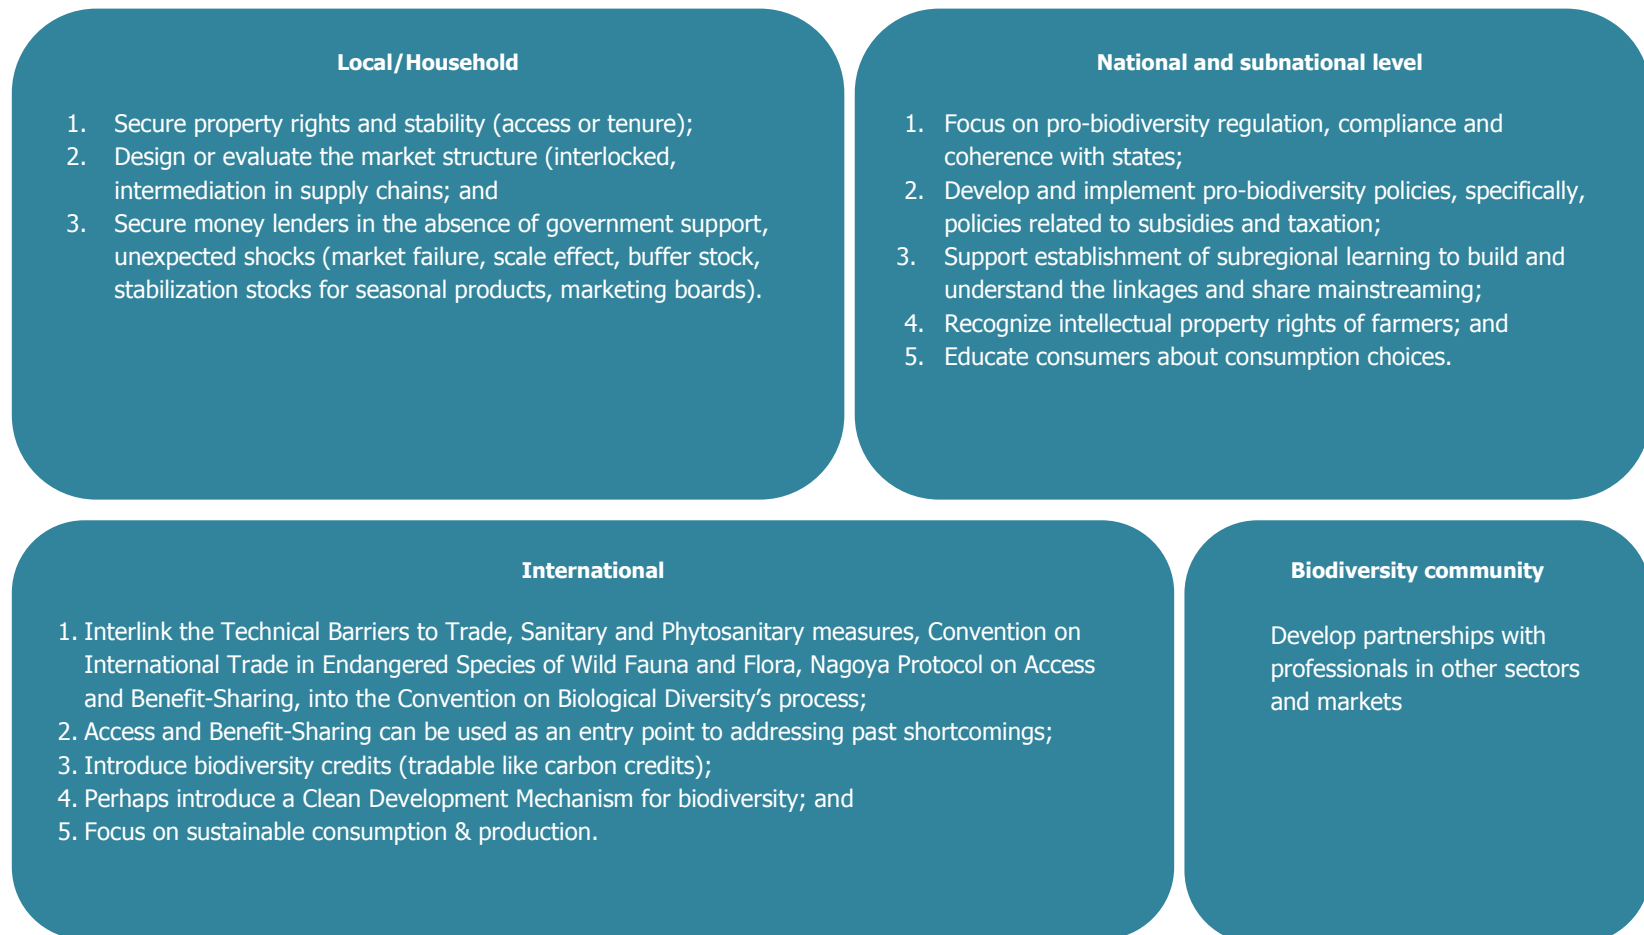 Local/Household
1. Secure property rights and stability (access or tenure);
2. Design or evaluate the market structure (interlocked,
intermediation in supply chains; and
3. Secure money lenders in the absence of government support,
unexpected shocks (market failure, scale effect, buffer stock,
stabilization stocks for seasonal products, marketing boards).
National and subnational level
1. Focus on pro-biodiversity regulation, compliance and
coherence with states;
2. Develop and implement pro-biodiversity policies, specifically,
policies related to subsidies and taxation;
3. Support establishment of subregional learning to build and
understand the linkages and share mainstreaming;
4. Recognize intellectual property rights of farmers; and
5. Educate consumers about consumption choices.
International
1. Interlink the Technical Barriers to Trade, Sanitary and Phytosanitary measures, Convention on
International Trade in Endangered Species of Wild Fauna and Flora, Nagoya Protocol on Access
and Benefit-Sharing, into the Convention on Biological Diversity’s process;
2. Access and Benefit-Sharing can be used as an entry point to addressing past shortcomings;
3. Introduce biodiversity credits (tradable like carbon credits);
4. Perhaps introduce a Clean Development Mechanism for biodiversity; and
5. Focus on sustainable consumption & production.
Biodiversity community
Develop partnerships with
professionals in other sectors
and markets